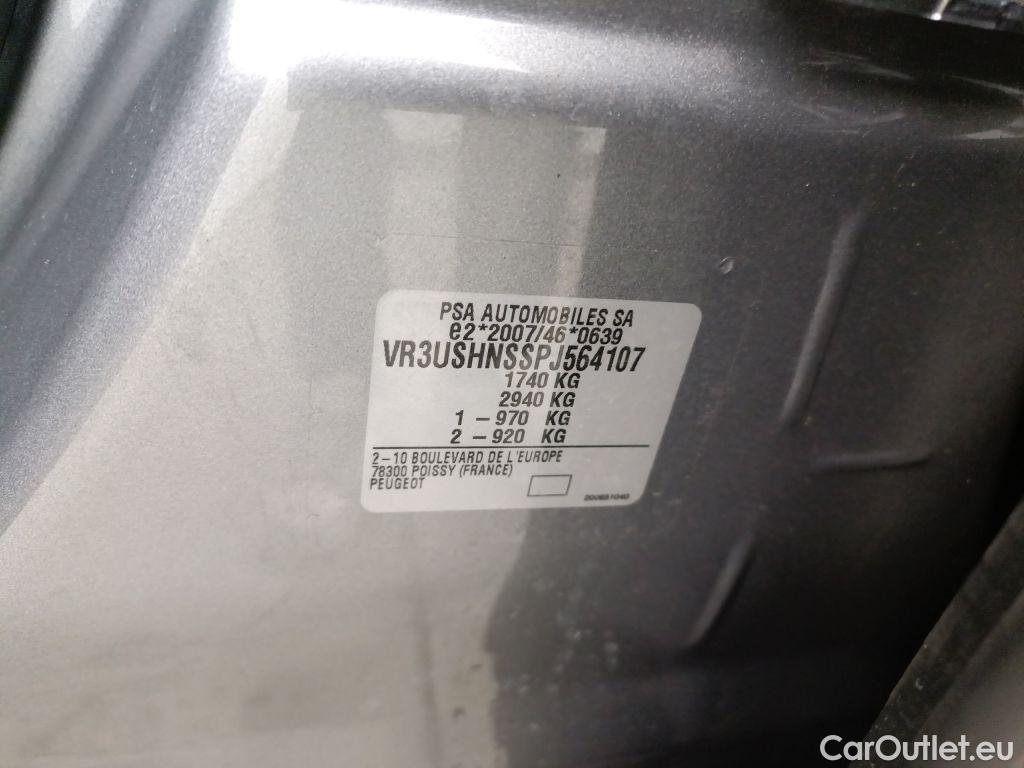 PSA AUTOMOBILES SA
e2*2007/46*0639
VR3USHNSSPJ564107
1740 KG
2940 KG
1 – 970 KG
2 – 920 KG
2–10 BOULEVARD DE L'EUROPE
78300 POISSY (FRANCE)
PEUGEOT
CarOutlet.eu